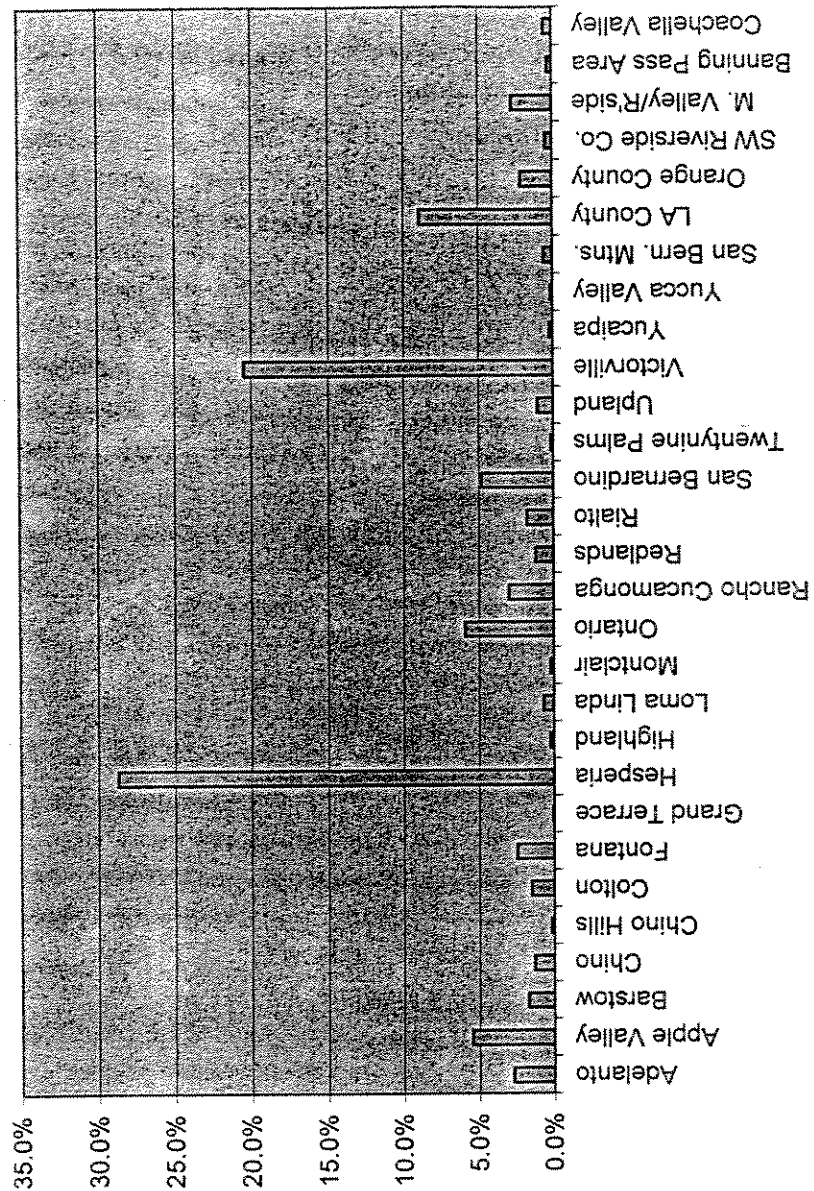 Coachella Valley
Banning Pass Area
M. Valley/R'side
SW Riverside Co.
Orange County
LA County
San Bern. Mtns.
Yucca Valley
Yucaipa
Victorville
Upland
Twentynine Palms
San Bernardino
Rialto
Redlands
Rancho Cucamonga
Ontario
Montclair
Loma Linda
Highland
Hesperia
Grand Terrace
Fontana
Colton
Chino Hills
Chino
Barstow
Apple Valley
Adelanto
35.0%
30.0%
25.0%
20.0%
15.0%
10.0%
5.0%
0.0%